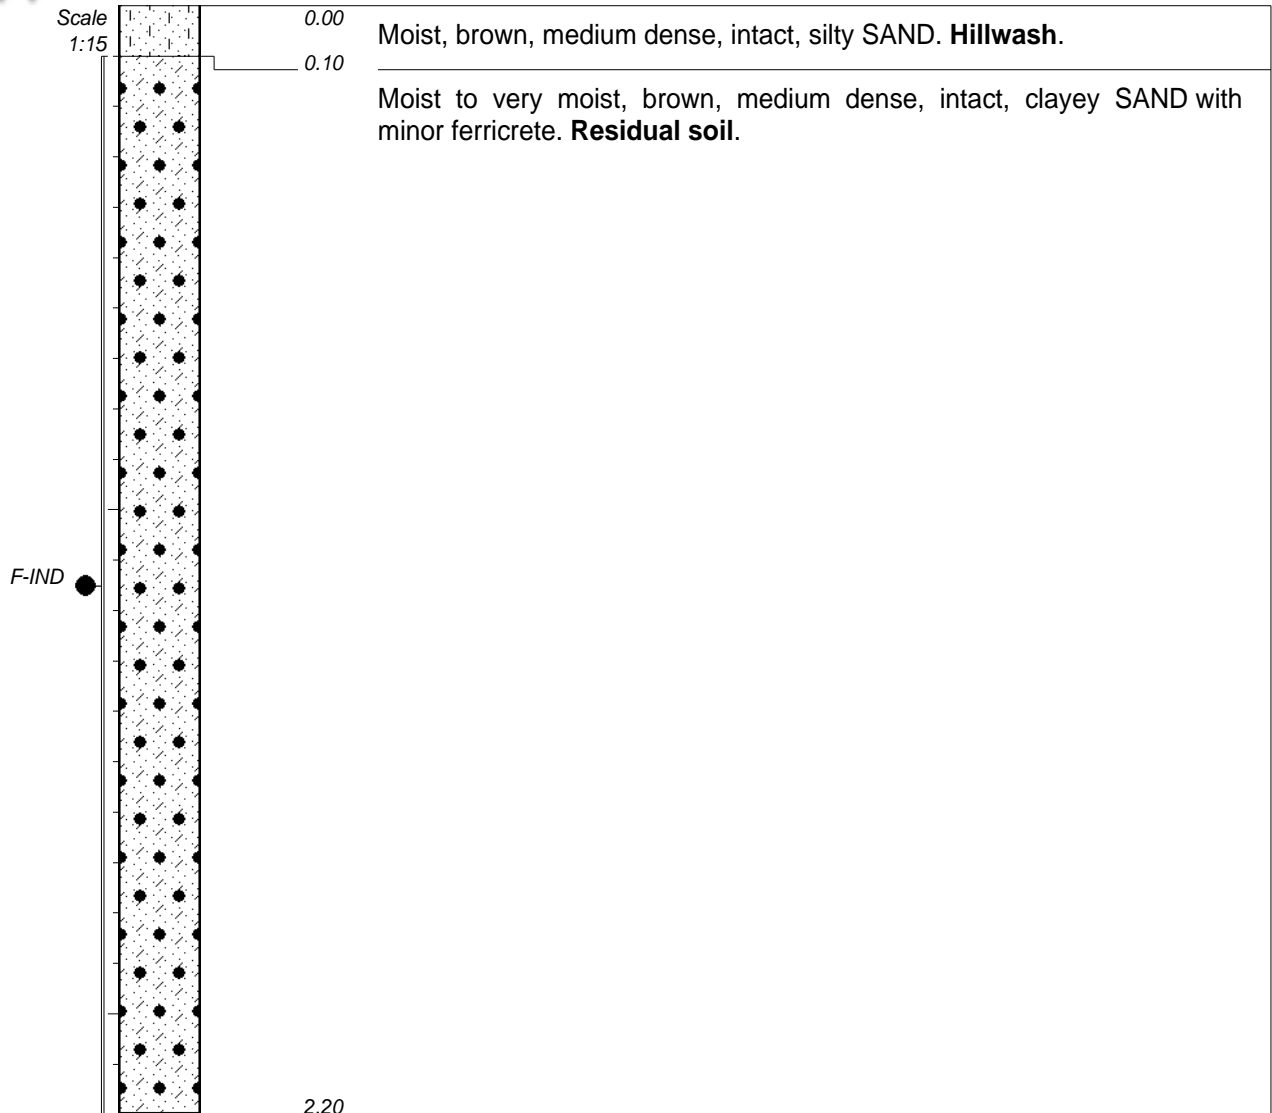 Scale
1:15
0.00
Moist, brown, medium dense, intact, silty SAND. Hillwash.
0.10
Moist to very moist, brown, medium dense, intact, clayey SAND with
minor ferricrete. Residual soil.
F-IND
2.20